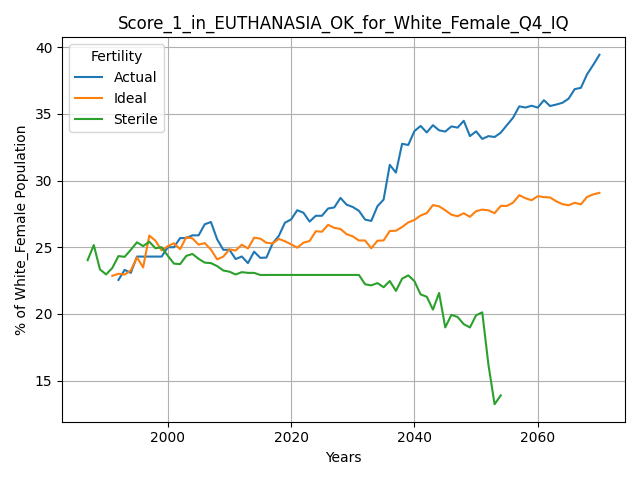 Score_1_in_EUTHANASIA_OK_for_White_Female_Q4_IQ
Fertility
Actual
Ideal
Sterile
% of White_Female Population
40
35
30
25
20
15
2000
2020
2040
2060
Years